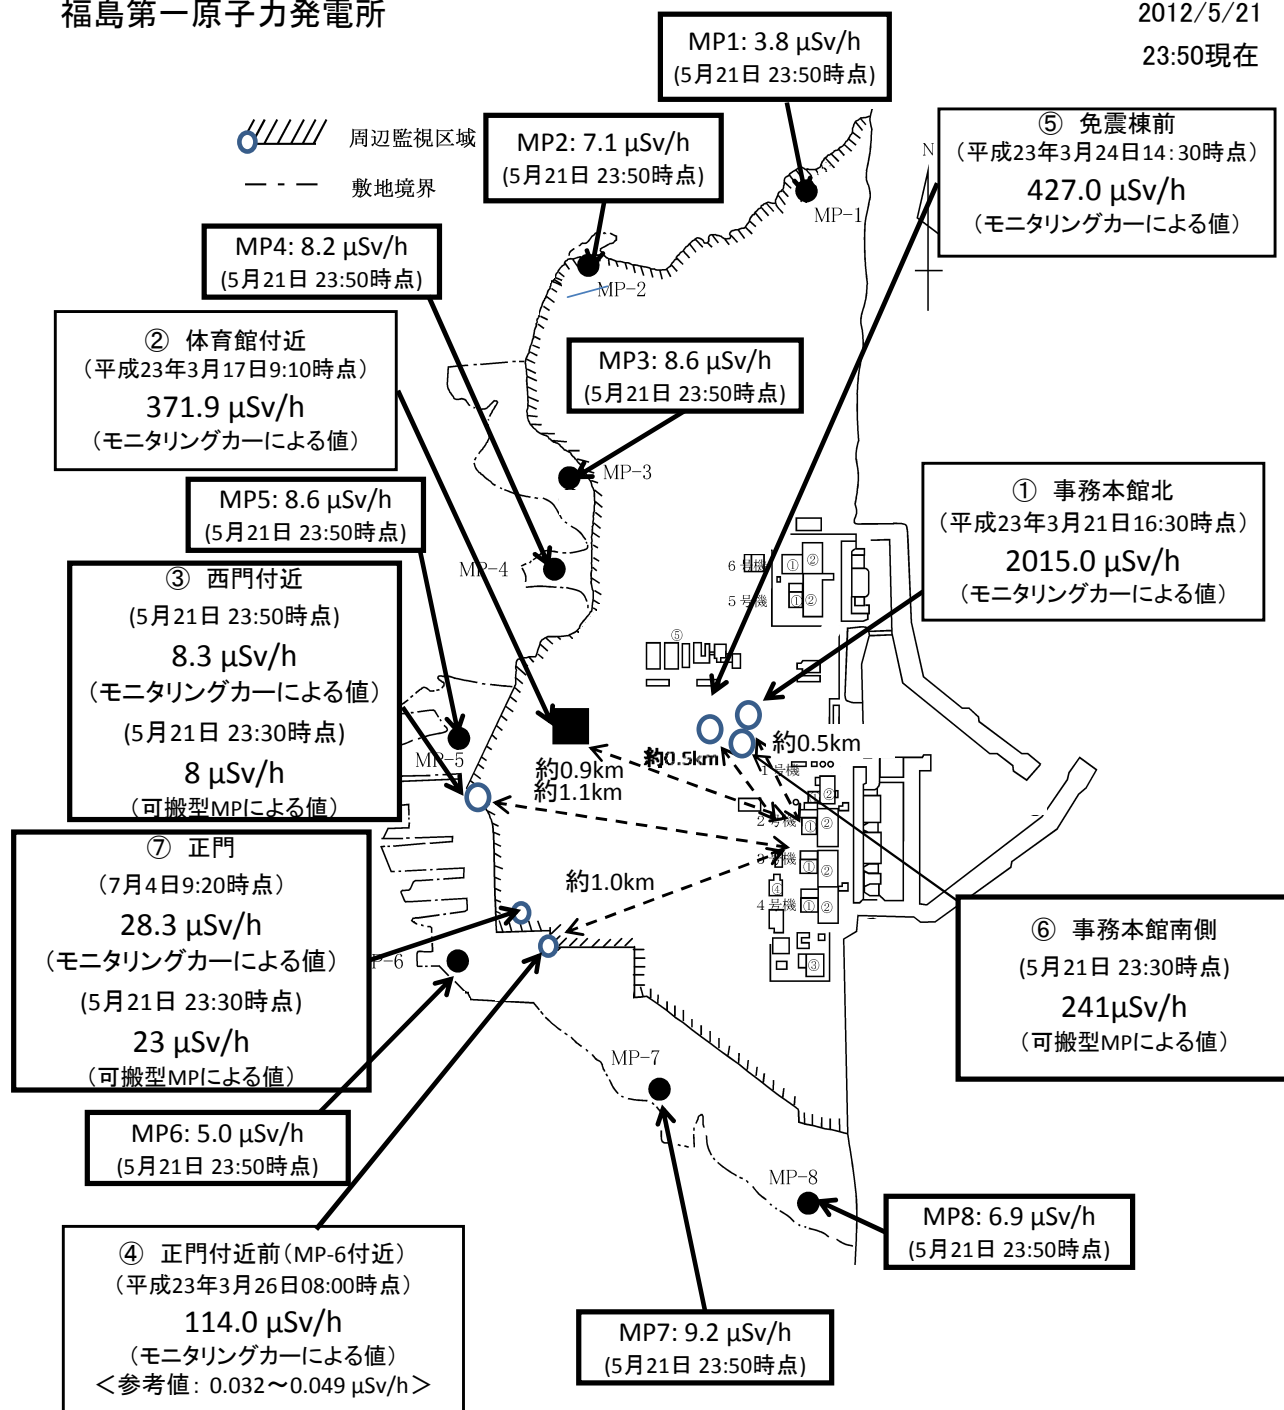 福島第一原子力発電所
2012/5/21
23:50現在
MP1: 3.8 μSv/h
(5月21日 23:50時点)
周辺監視区域
敷地境界
MP2: 7.1 μSv/h
(5月21日 23:50時点)
⑤ 免震棟前
(平成23年3月24日14:30時点)
427.0 μSv/h
(モニタリングカーによる値)
N
MP-1
MP4: 8.2 μSv/h
(5月21日 23:50時点)
MP-2
② 体育館付近
(平成23年3月17日9:10時点)
371.9 μSv/h
(モニタリングカーによる値)
MP3: 8.6 μSv/h
(5月21日 23:50時点)
MP-3
MP5: 8.6 μSv/h
(5月21日 23:50時点)
① 事務本館北
(平成23年3月21日16:30時点)
2015.0 μSv/h
(モニタリングカーによる値)
MP-4
6号機 ① ②
5号機 ① ②
③ 西門付近
(5月21日 23:50時点)
8.3 μSv/h
(モニタリングカーによる値)
(5月21日 23:30時点)
8 μSv/h
(可搬型MPによる値)
⑤
MP-5
約0.9km
約1.1km
約0.5km
約0.5km
1号機 ① ②
2号機 ① ②
3号機 ① ②
④
4号機 ① ②
③
⑦ 正門
(7月4日9:20時点)
28.3 μSv/h
(モニタリングカーによる値)
(5月21日 23:30時点)
23 μSv/h
(可搬型MPによる値)
約1.0km
P-6
⑥ 事務本館南側
(5月21日 23:30時点)
241μSv/h
(可搬型MPによる値)
MP-7
MP6: 5.0 μSv/h
(5月21日 23:50時点)
MP-8
MP8: 6.9 μSv/h
(5月21日 23:50時点)
④ 正門付近前(MP-6付近)
(平成23年3月26日08:00時点)
114.0 μSv/h
(モニタリングカーによる値)
<参考値: 0.032～0.049 μSv/h>
MP7: 9.2 μSv/h
(5月21日 23:50時点)